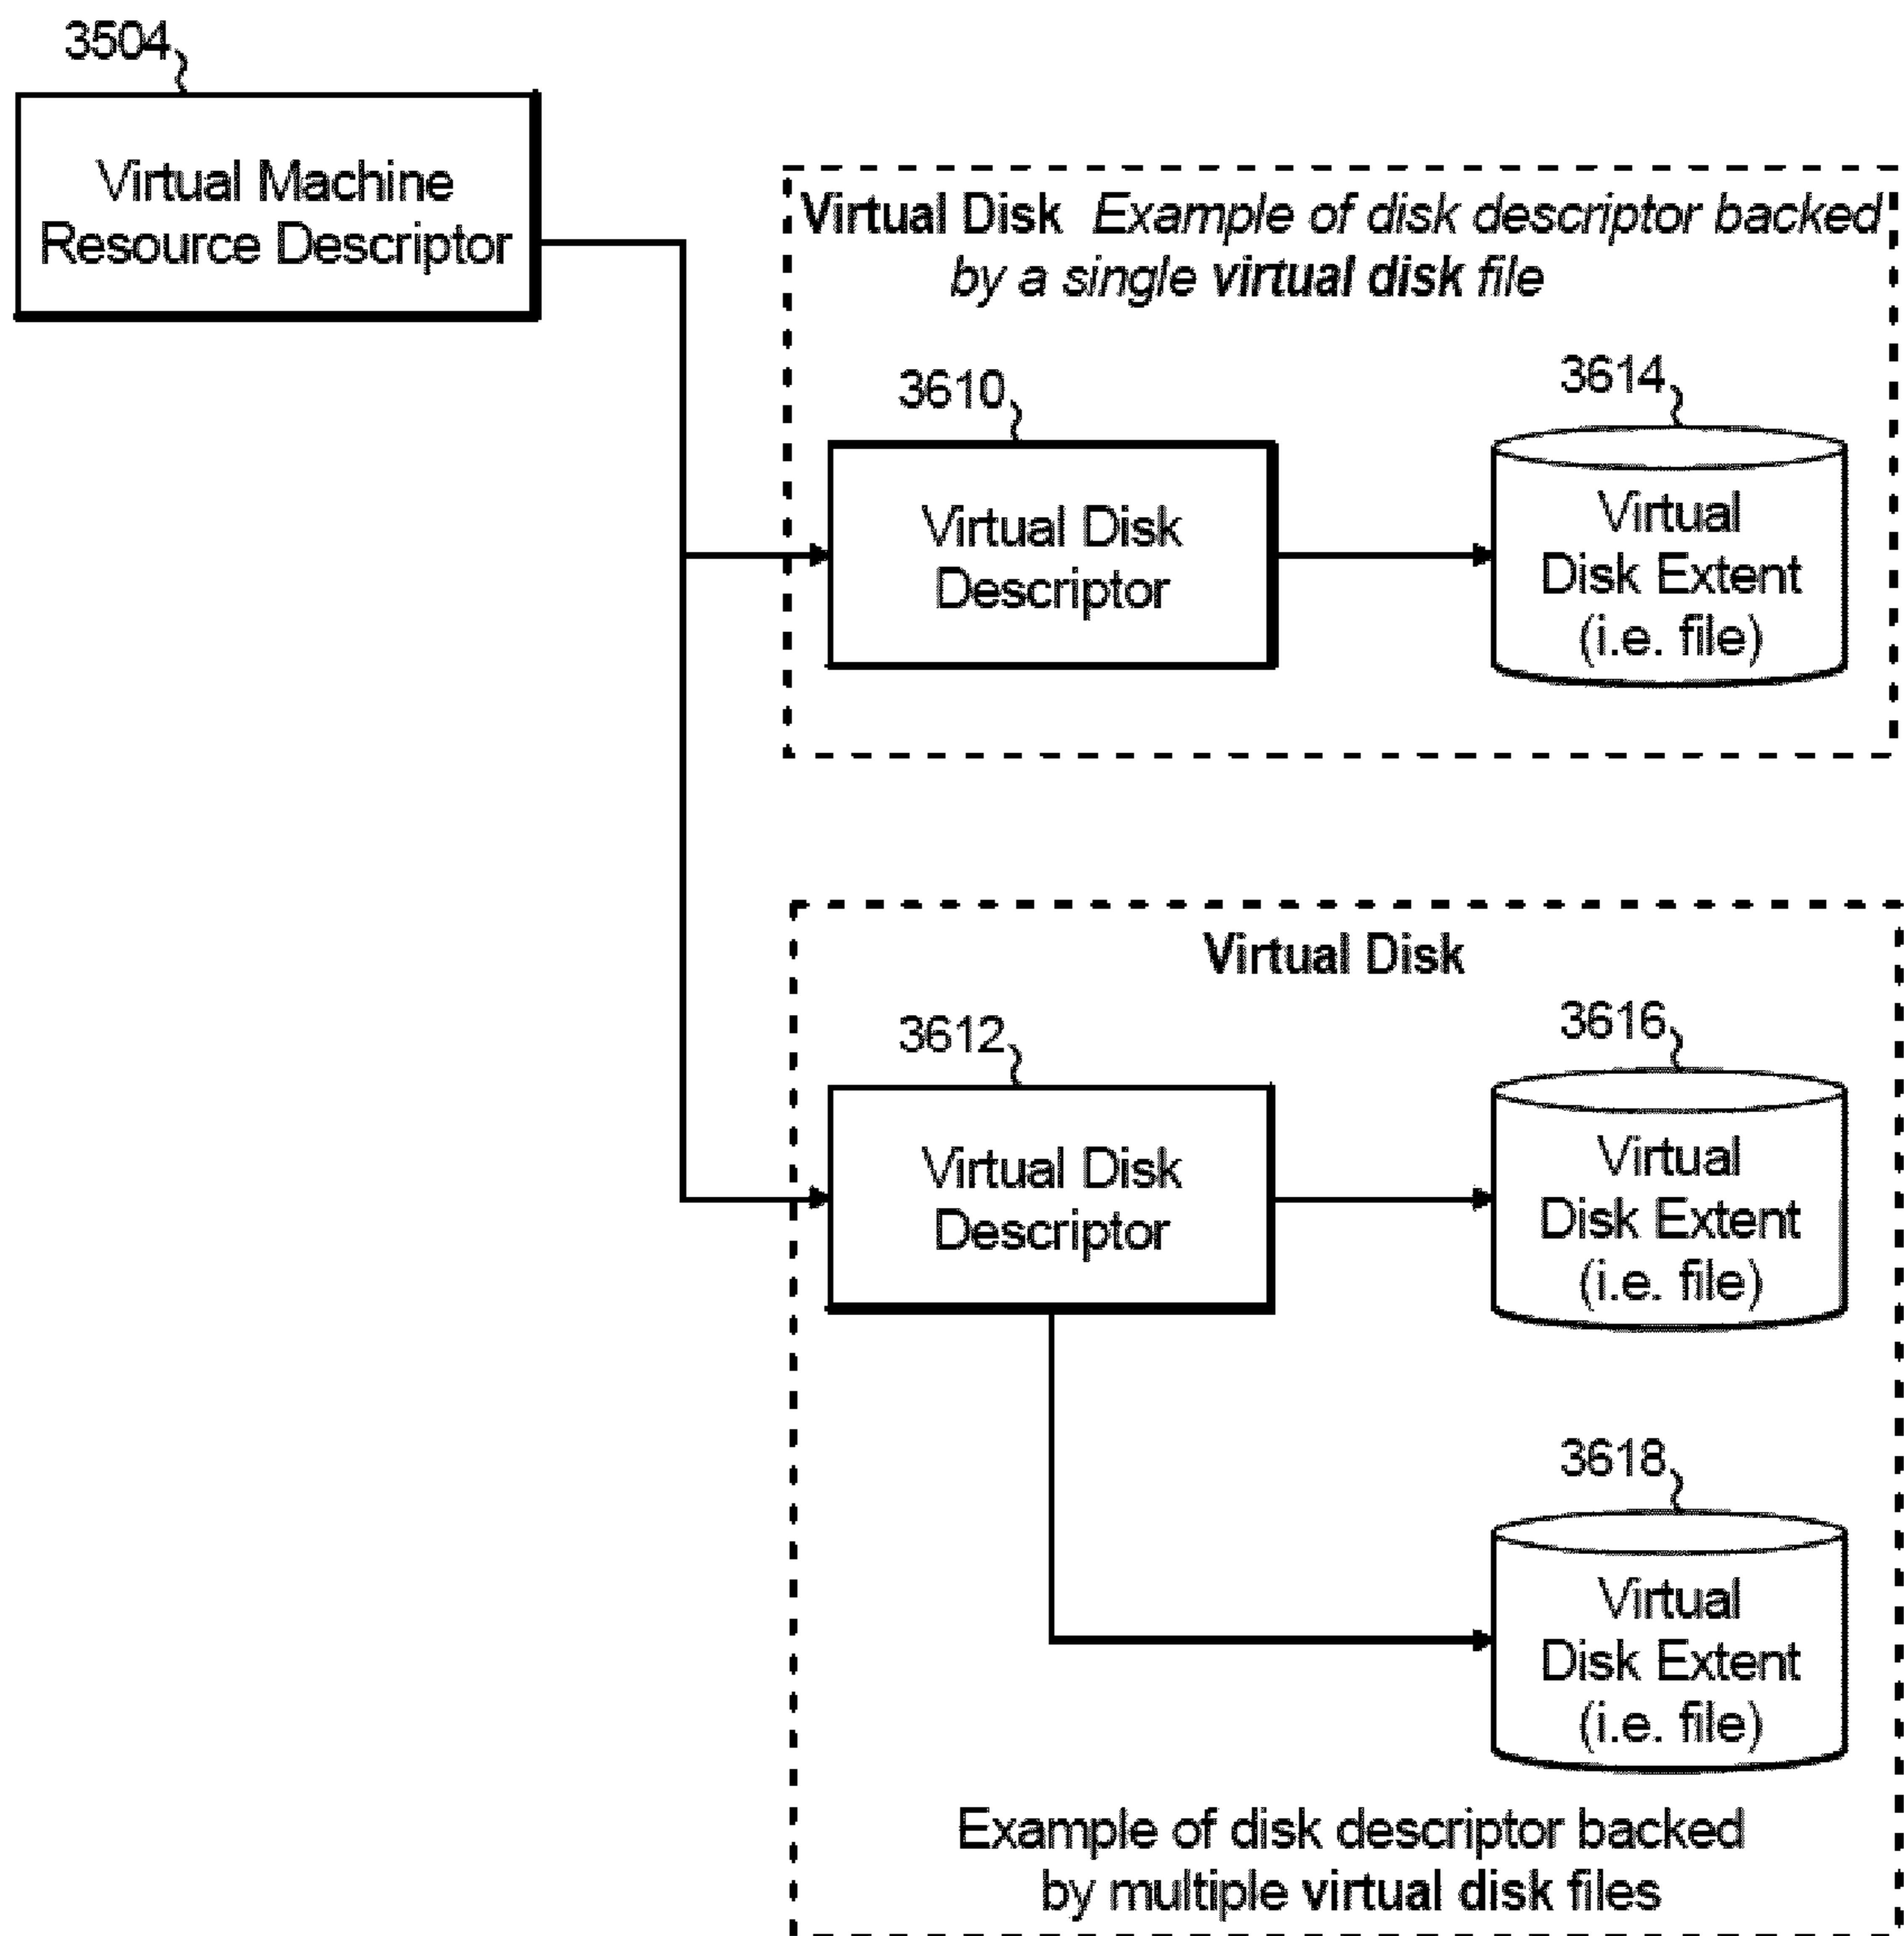 3504
Virtual Machine
Resource Descriptor
Virtual Disk Example of disk descriptor backed
by a single virtual disk file
3610
Virtual Disk
Descriptor
3614
Virtual
Disk Extent
(i.e. file)
Virtual Disk
3612
Virtual Disk
Descriptor
3616
Virtual
Disk Extent
(i.e. file)
3618
Virtual
Disk Extent
(i.e. file)
Example of disk descriptor backed
by multiple virtual disk files